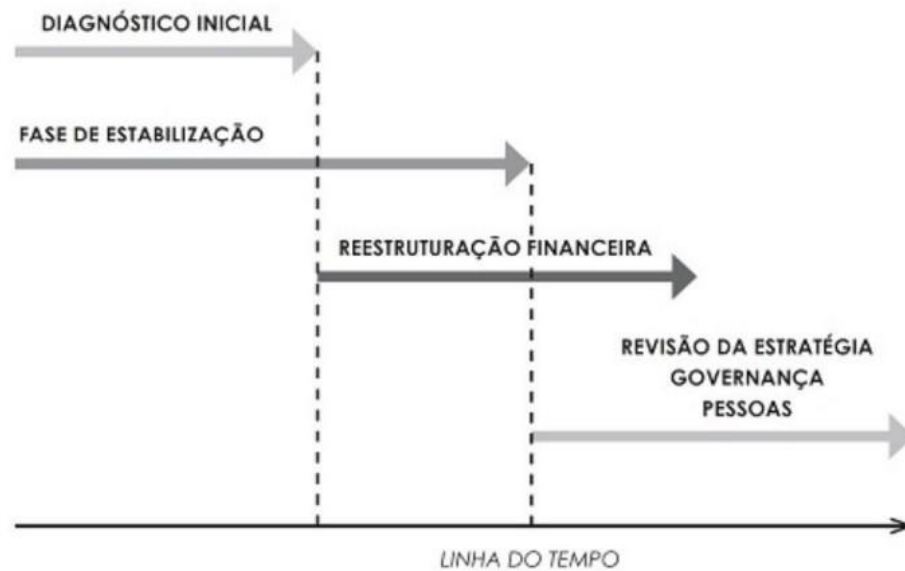 DIAGNÓSTICO INICIAL
FASE DE ESTABILIZAÇÃO
REESTRUTURAÇÃO FINANCEIRA
REVISÃO DA ESTRATÉGIA
GOVERNANÇA
PESSOAS
LINHA DO TEMPO